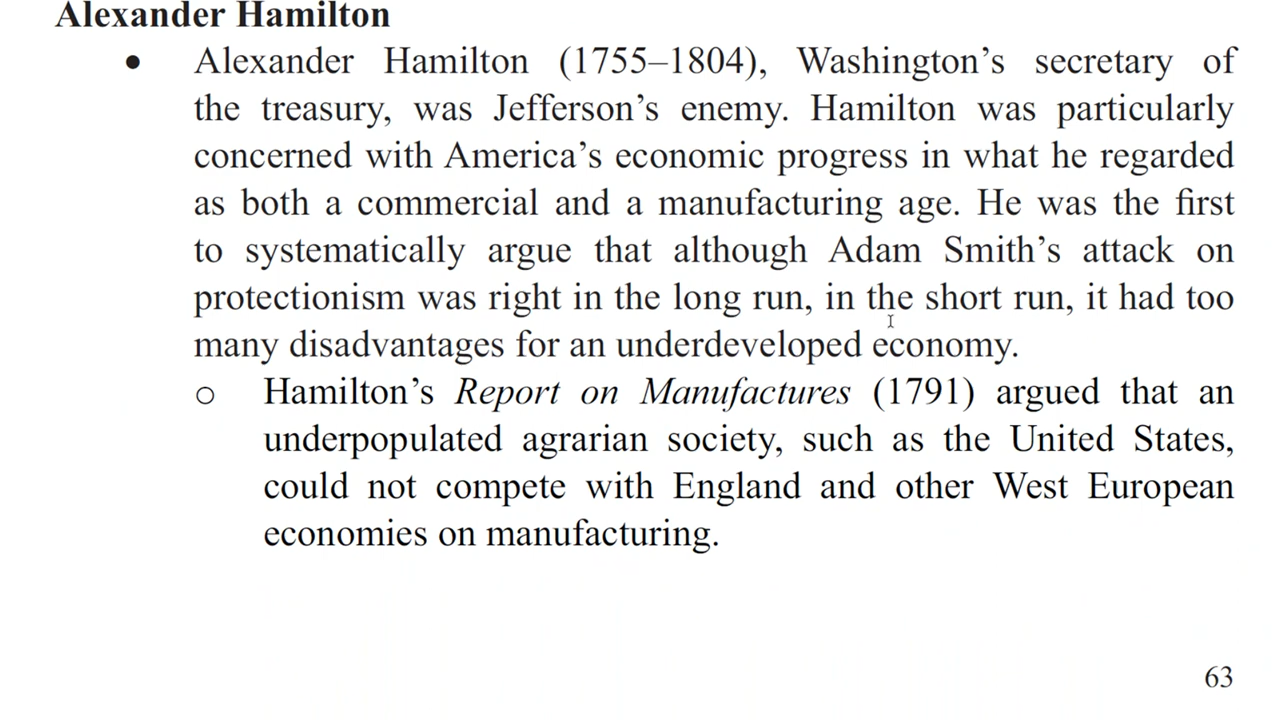 Alexander Hamilton
● Alexander Hamilton (1755–1804), Washington’s secretary of
the treasury, was Jefferson’s enemy. Hamilton was particularly
concerned with America’s economic progress in what he regarded
as both a commercial and a manufacturing age. He was the first
to systematically argue that although Adam Smith’s attack on
protectionism was right in the long run, in the short run, it had too
many disadvantages for an underdeveloped economy.
○ Hamilton’s Report on Manufactures (1791) argued that an
underpopulated agrarian society, such as the United States,
could not compete with England and other West European
economies on manufacturing.
63